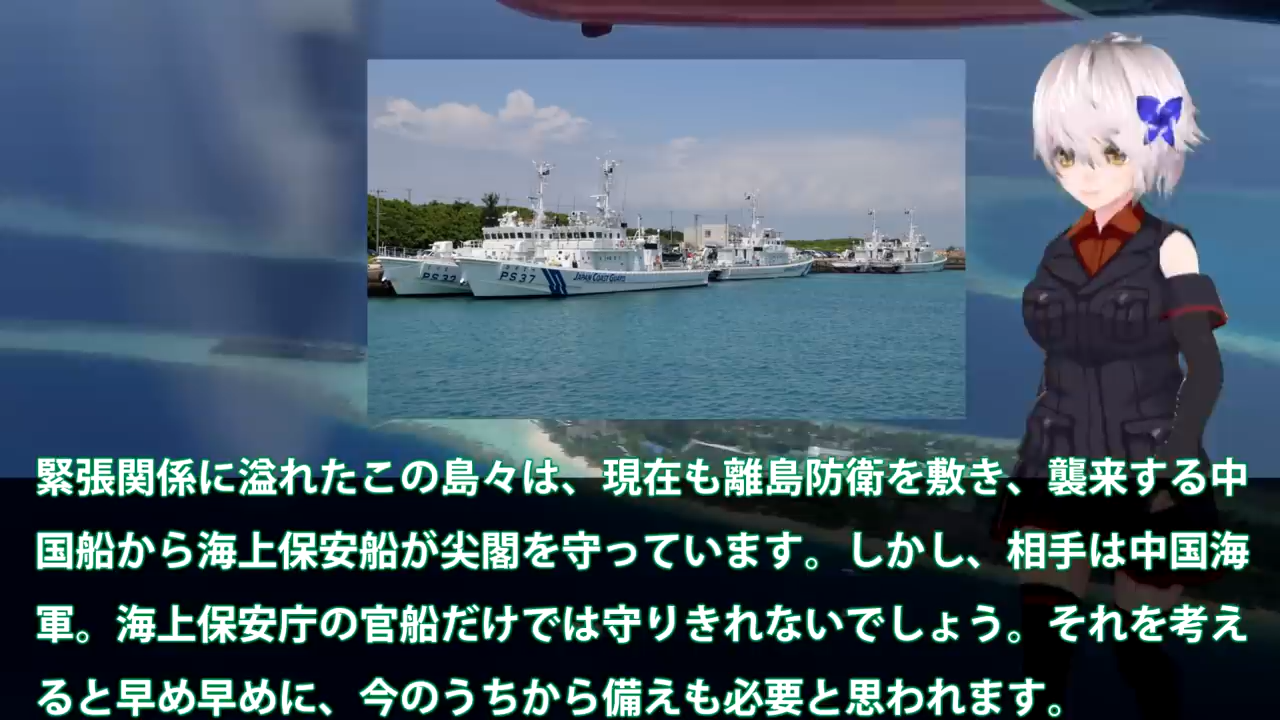 PS32
PS37
JAPAN COAST GUARD
緊張関係に溢れたこの島々は、現在も離島防衛を敷き、襲来する中
国船から海上保安船が尖閣を守っています。しかし、相手は中国海
軍。海上保安庁の官船だけでは守りきれないでしょう。それを考え
ると早め早めに、今のうちから備えも必要と思われます。